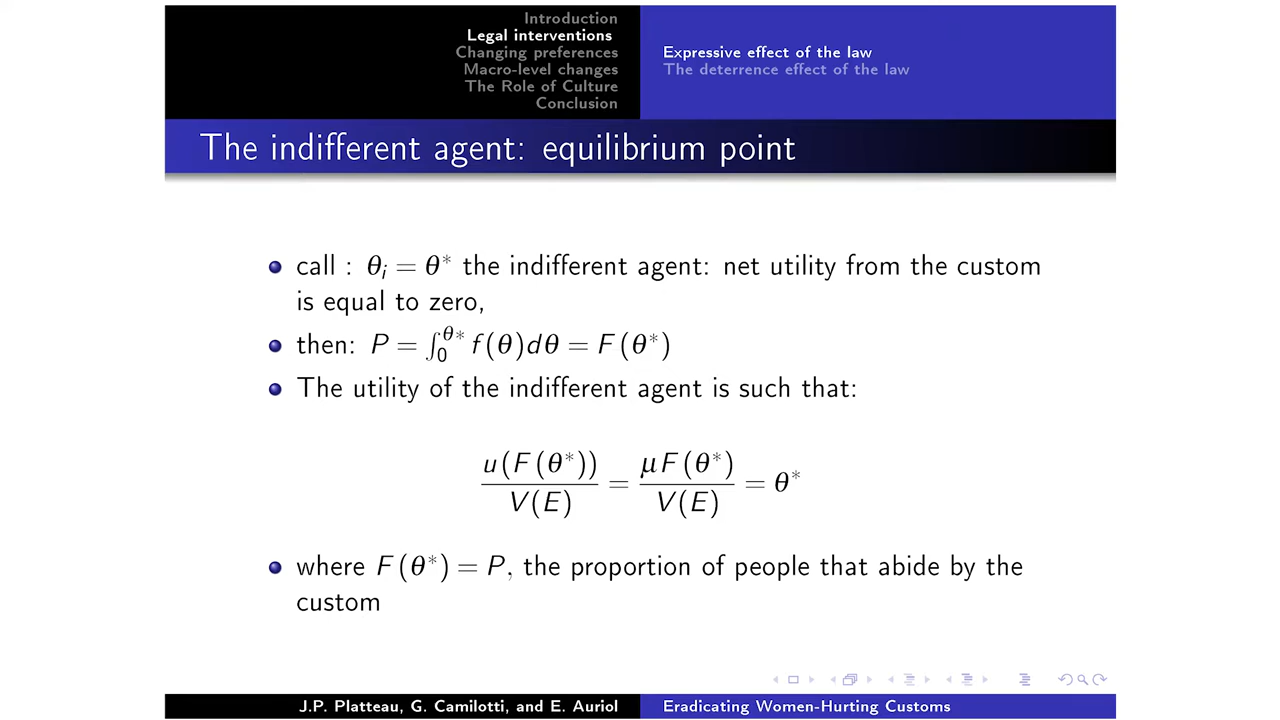 Introduction
Legal interventions
Changing preferences
Macro-level changes
The Role of Culture
Conclusion
Expressive effect of the law
The deterrence effect of the law
The indifferent agent: equilibrium point
call : θᵢ = θ* the indifferent agent: net utility from the custom
is equal to zero,
then: P = ∫₀^θ* f(θ)dθ = F(θ*)
The utility of the indifferent agent is such that:
u(F(θ*)) / V(E) = μF(θ*) / V(E) = θ*
where F(θ*) = P, the proportion of people that abide by the
custom
J.P. Platteau, G. Camilotti, and E. Auriol
Eradicating Women-Hurting Customs